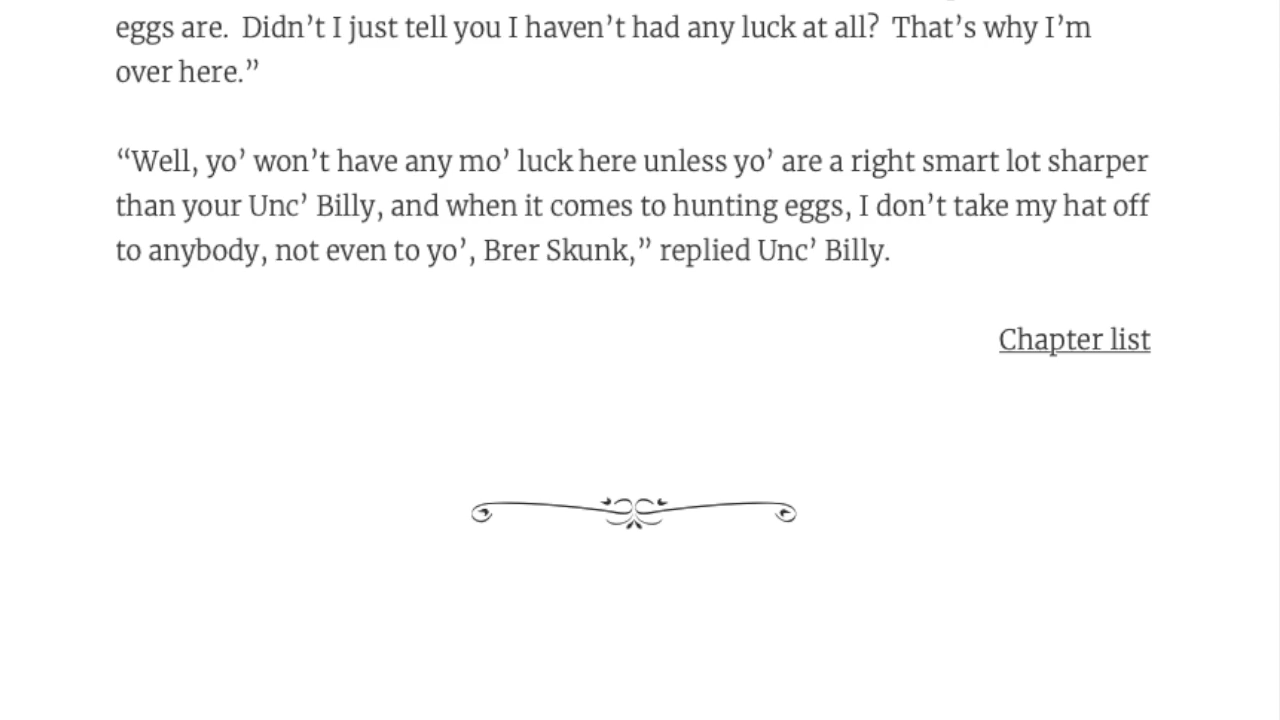 eggs are.  Didn’t I just tell you I haven’t had any luck at all?  That’s why I’m
over here.”
“Well, yo’ won’t have any mo’ luck here unless yo’ are a right smart lot sharper
than your Unc’ Billy, and when it comes to hunting eggs, I don’t take my hat off
to anybody, not even to yo’, Brer Skunk,” replied Unc’ Billy.
Chapter list